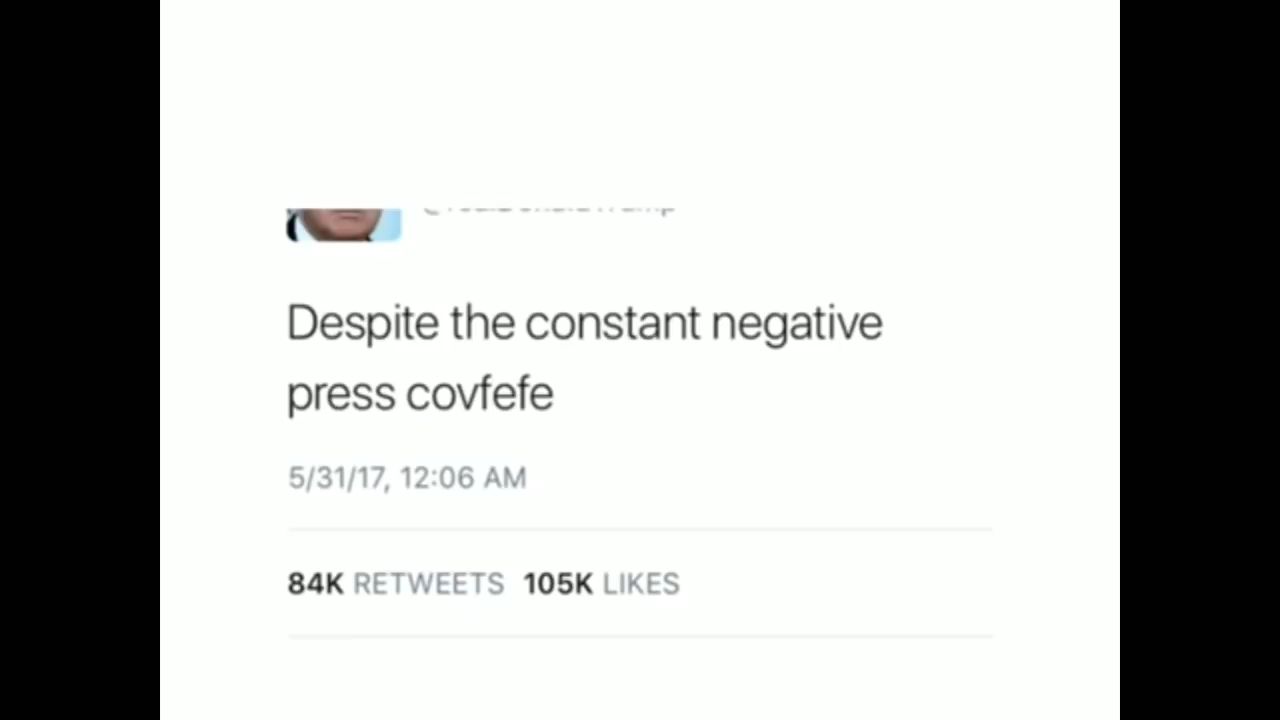 Despite the constant negative
press covfefe
5/31/17, 12:06 AM
84K RETWEETS 105K LIKES